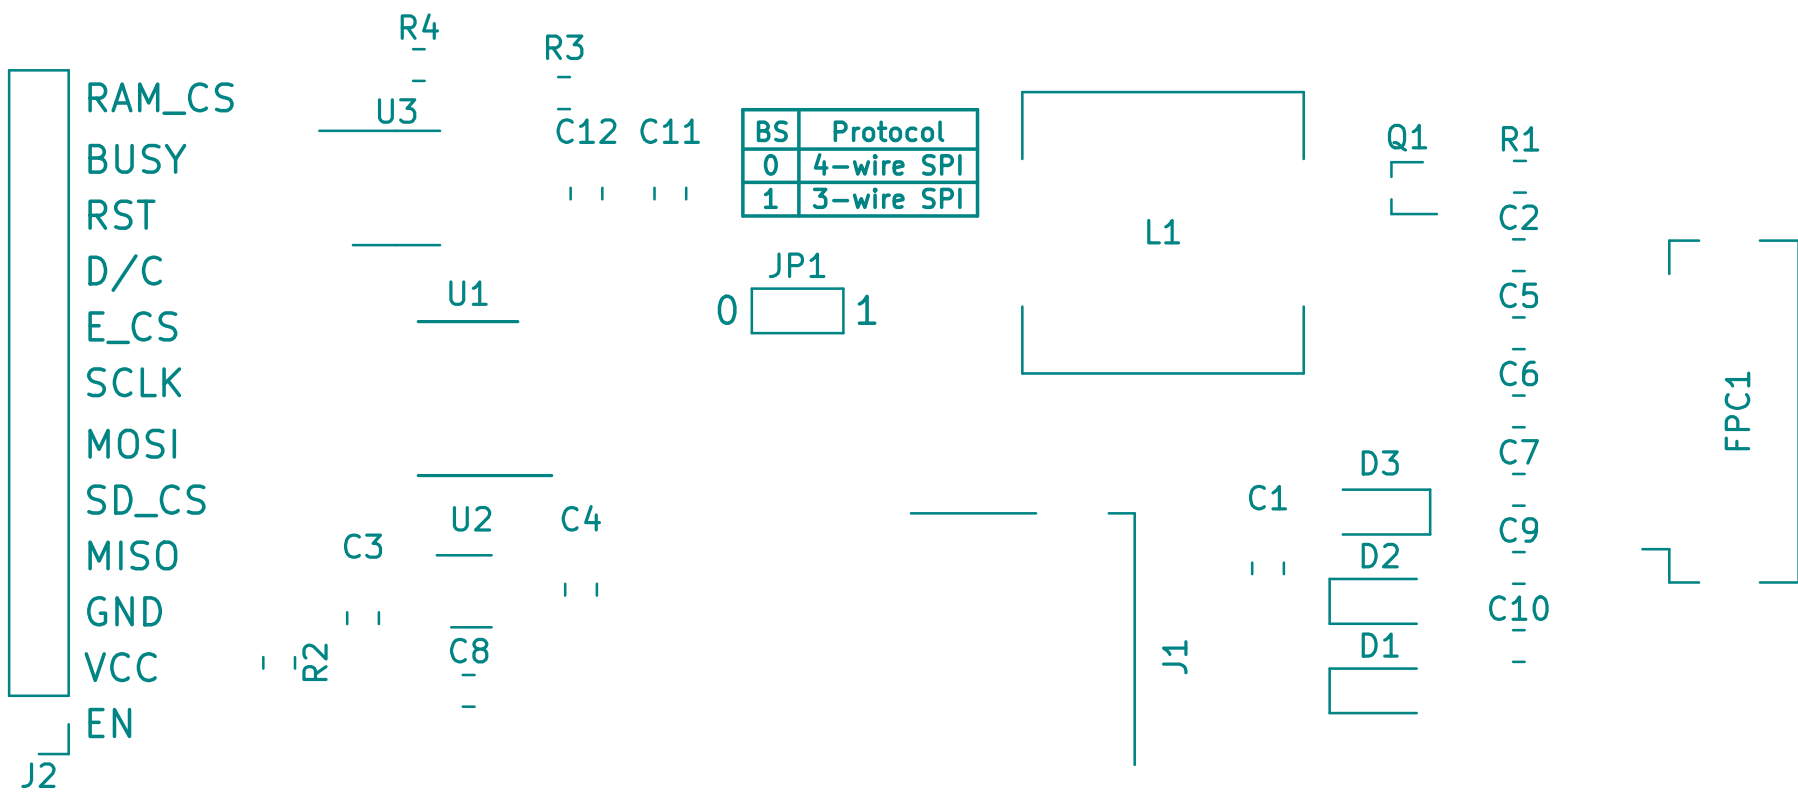 R4
R3
RAM_CS
U3
C12 C11
BS Protocol
0 4-wire SPI
1 3-wire SPI
Q1
R1
BUSY
RST
L1
C2
D/C
JP1
U1
0 1
C5
E_CS
SCLK
C6
FPC1
MOSI
D3
C7
SD_CS
U2
C4
C1
C9
MISO
C3
D2
GND
C10
VCC
R2
C8
J1
D1
EN
J2